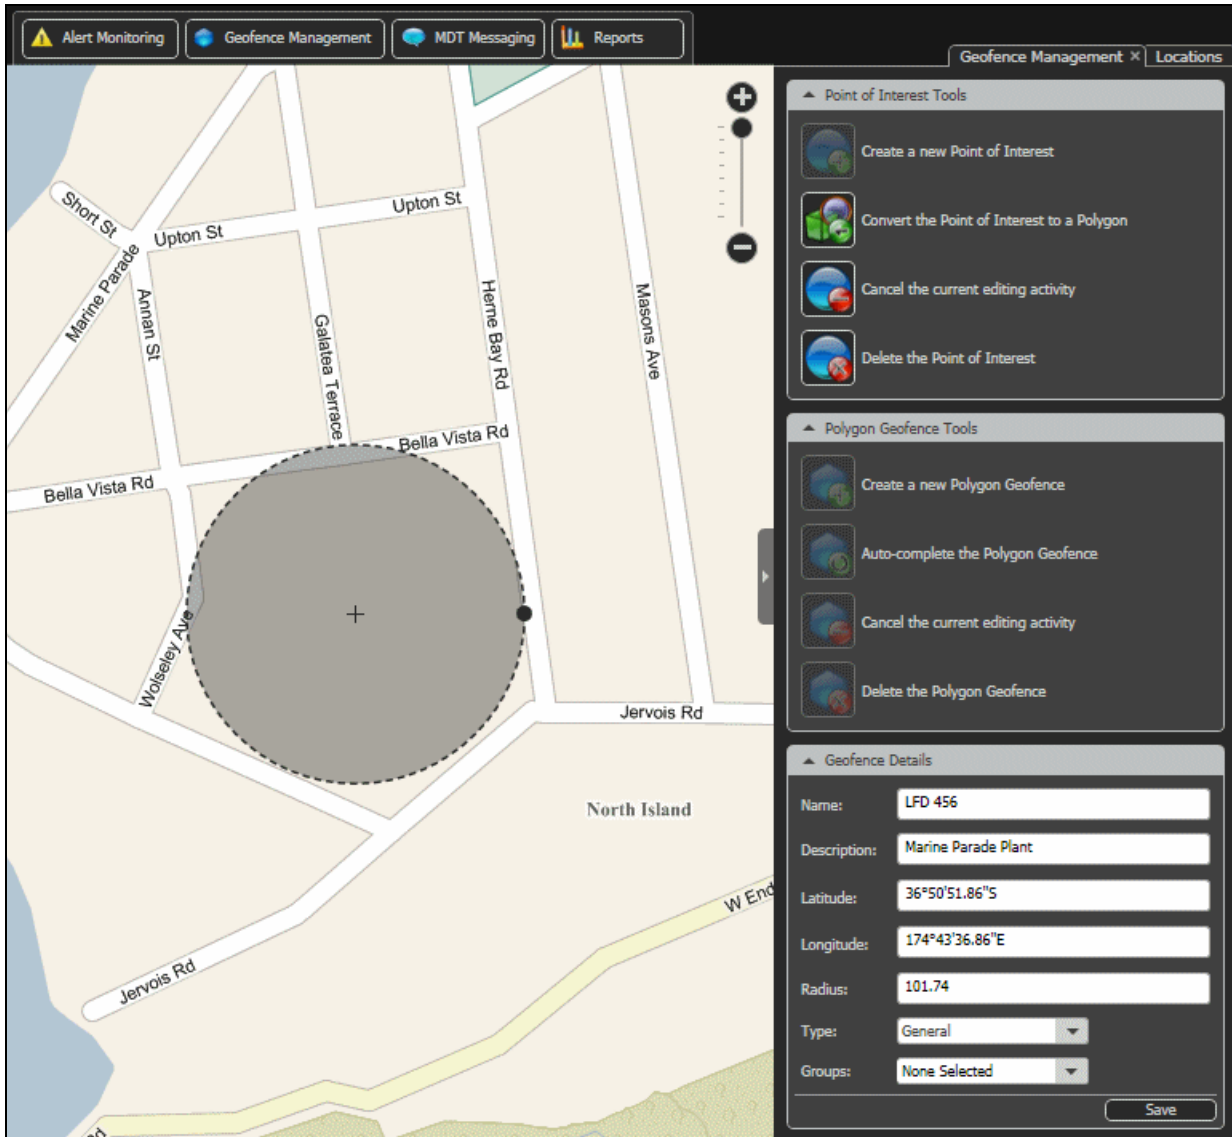 Alert Monitoring
Geofence Management
MDT Messaging
Reports
Geofence Management ×
Locations
Short St
Upton St
Upton St
Marine Parade
Annan St
Galatea Terrace
Herne Bay Rd
Masons Ave
Bella Vista Rd
Bella Vista Rd
Wolseley Ave
Jervois Rd
North Island
W End
Jervois Rd
Rd
Point of Interest Tools
Create a new Point of Interest
Convert the Point of Interest to a Polygon
Cancel the current editing activity
Delete the Point of Interest
Polygon Geofence Tools
Create a new Polygon Geofence
Auto-complete the Polygon Geofence
Cancel the current editing activity
Delete the Polygon Geofence
Geofence Details
Name: LFD 456
Description: Marine Parade Plant
Latitude: 36°50'51.86"S
Longitude: 174°43'36.86"E
Radius: 101.74
Type: General
Groups: None Selected
Save